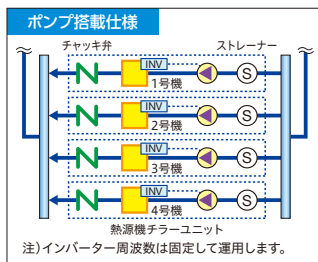 ポンプ搭載仕様
チャッキ弁 ストレーナー
INV
1号機
S
INV
2号機
S
INV
3号機
S
INV
4号機
S
熱源機チラーユニット
注)インバーター周波数は固定して運用します。